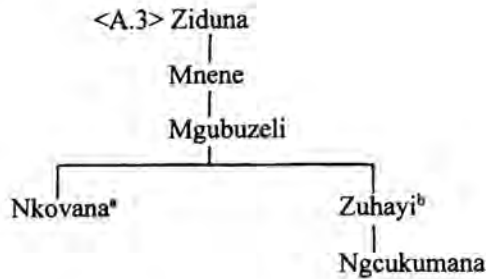 <A.3> Ziduna
Mnene
Mgubuzeli
Nkovanaᵃ Zuhayiᵇ
Ngcukumana